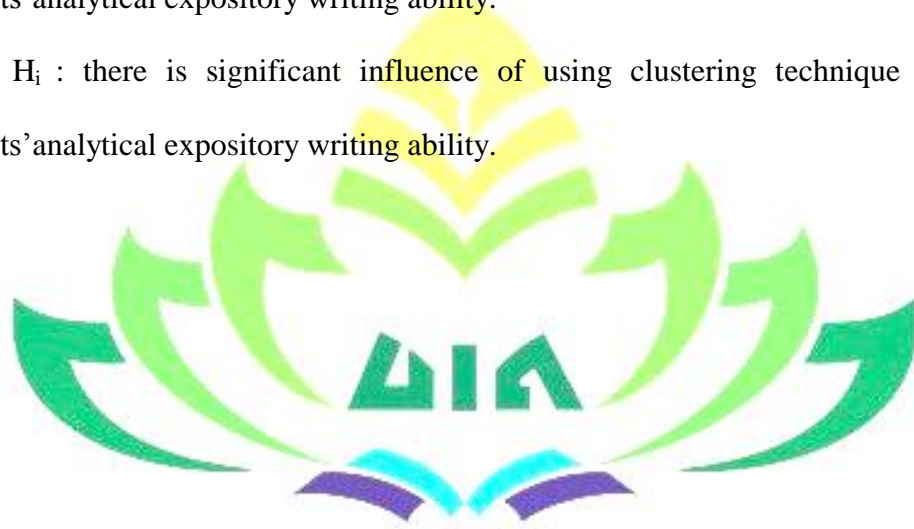 ts’analytical expository writing ability.
Hi : there is significant influence of using clustering technique
ts’analytical expository writing ability.